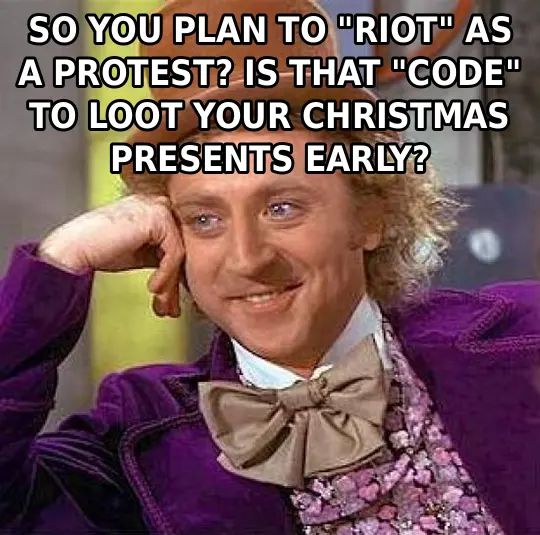 SO YOU PLAN TO "RIOT" AS
A PROTEST? IS THAT "CODE"
TO LOOT YOUR CHRISTMAS
PRESENTS EARLY?